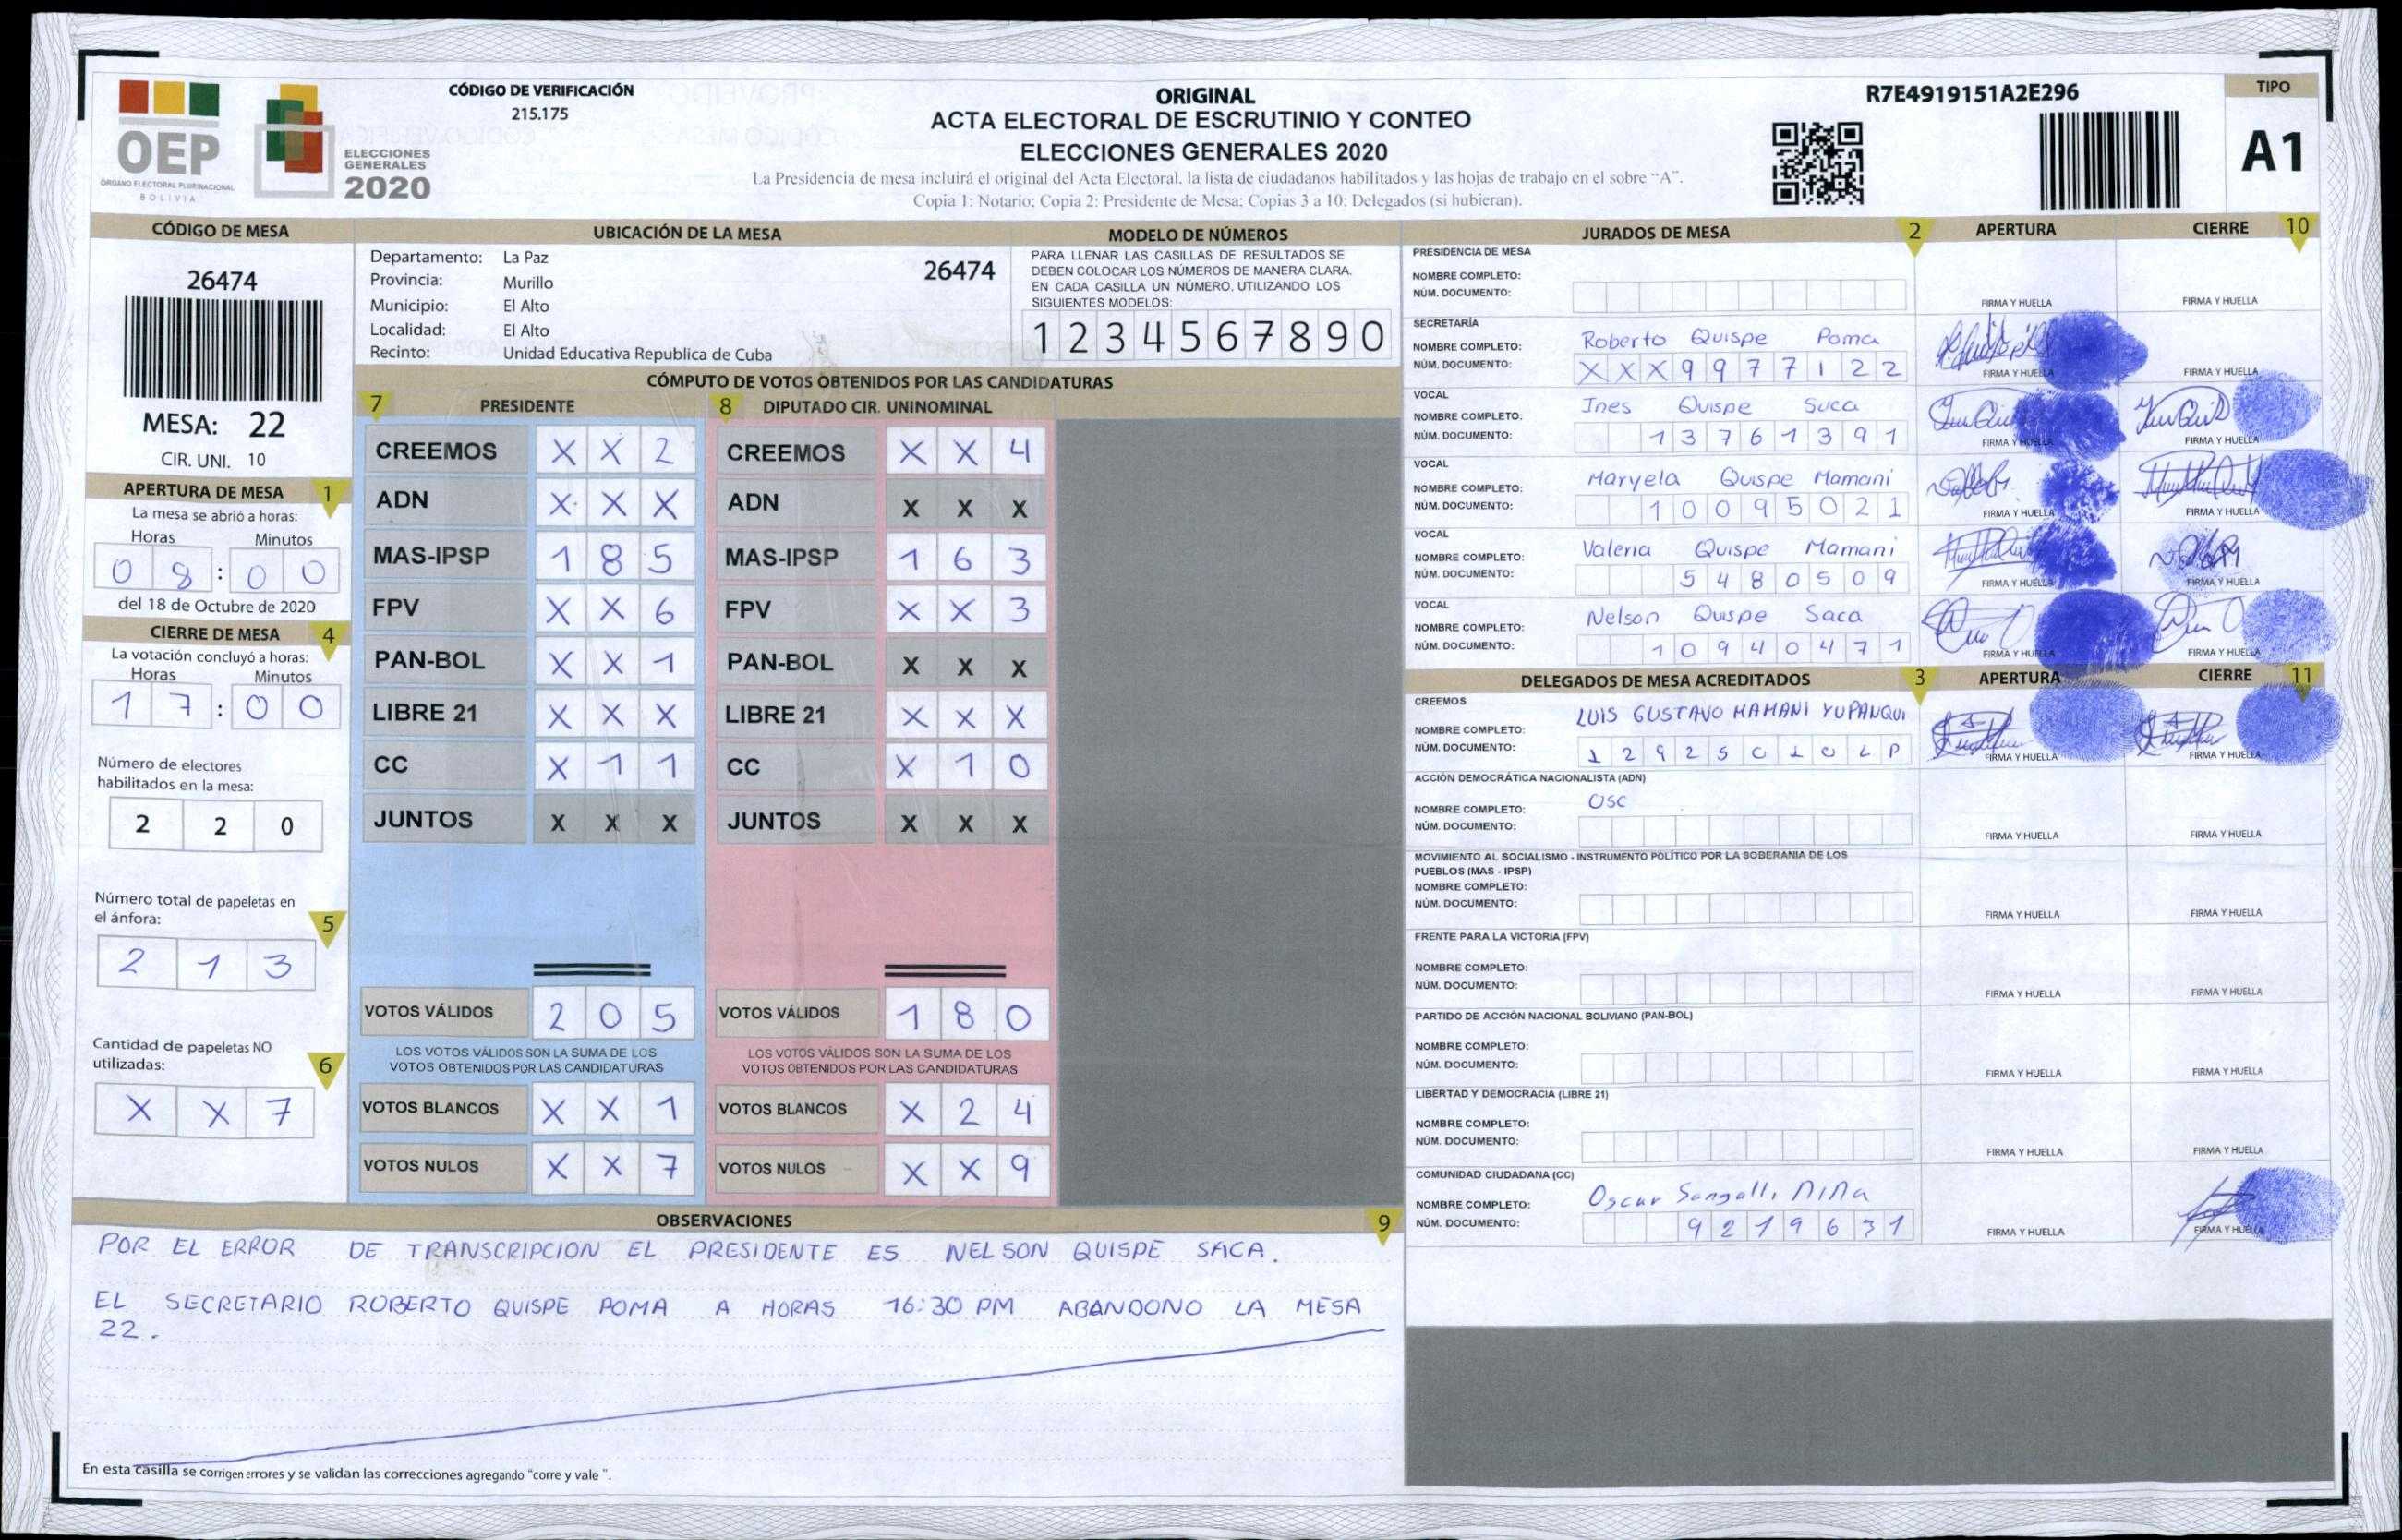 CÓDIGO DE VERIFICACIÓN
215.175
OEP
ÓRGANO ELECTORAL PLURINACIONAL
BOLIVIA
ELECCIONES
GENERALES
2020
ORIGINAL
ACTA ELECTORAL DE ESCRUTINIO Y CONTEO
ELECCIONES GENERALES 2020
La Presidencia de mesa incluirá el original del Acta Electoral, la lista de ciudadanos habilitados y las hojas de trabajo en el sobre "A".
Copia 1: Notario; Copia 2: Presidente de Mesa; Copias 3 a 10: Delegados (si hubieran).
R7E4919151A2E296
TIPO
A1
CÓDIGO DE MESA
26474
MESA: 22
CIR. UNI. 10
APERTURA DE MESA 1
La mesa se abrió a horas:
Horas Minutos
0 8 : 0 0
del 18 de Octubre de 2020
CIERRE DE MESA 4
La votación concluyó a horas:
Horas Minutos
1 7 : 0 0
Número de electores
habilitados en la mesa:
2 2 0
Número total de papeletas en
el ánfora: 5
2 1 3
Cantidad de papeletas NO
utilizadas: 6
X X 7
UBICACIÓN DE LA MESA
Departamento: La Paz
26474
Provincia: Murillo
Municipio: El Alto
Localidad: El Alto
Recinto: Unidad Educativa Republica de Cuba
MODELO DE NÚMEROS
PARA LLENAR LAS CASILLAS DE RESULTADOS SE
DEBEN COLOCAR LOS NÚMEROS DE MANERA CLARA.
EN CADA CASILLA UN NÚMERO, UTILIZANDO LOS
SIGUIENTES MODELOS:
1 2 3 4 5 6 7 8 9 0
CÓMPUTO DE VOTOS OBTENIDOS POR LAS CANDIDATURAS
7 PRESIDENTE
CREEMOS X X 2
ADN X X X
MAS-IPSP 1 8 5
FPV X X 6
PAN-BOL X X 1
LIBRE 21 X X X
CC X 1 1
JUNTOS X X X
VOTOS VÁLIDOS 2 0 5
LOS VOTOS VÁLIDOS SON LA SUMA DE LOS
VOTOS OBTENIDOS POR LAS CANDIDATURAS
VOTOS BLANCOS X X 1
VOTOS NULOS X X 7
8 DIPUTADO CIR. UNINOMINAL
CREEMOS X X 4
ADN X X X
MAS-IPSP 1 6 3
FPV X X 3
PAN-BOL X X X
LIBRE 21 X X X
CC X 1 0
JUNTOS X X X
VOTOS VÁLIDOS 1 8 0
LOS VOTOS VÁLIDOS SON LA SUMA DE LOS
VOTOS OBTENIDOS POR LAS CANDIDATURAS
VOTOS BLANCOS X 2 4
VOTOS NULOS X X 9
OBSERVACIONES 9
POR EL ERROR DE TRANSCRIPCION EL PRESIDENTE ES NELSON QUISPE SACA.
EL SECRETARIO ROBERTO QUISPE POMA A HORAS 16:30 PM ABANDONO LA MESA
22.
En esta casilla se corrigen errores y se validan las correcciones agregando "corre y vale ".
JURADOS DE MESA 2 APERTURA CIERRE 10
PRESIDENCIA DE MESA
NOMBRE COMPLETO:
NÚM. DOCUMENTO:
FIRMA Y HUELLA FIRMA Y HUELLA
SECRETARÍA
NOMBRE COMPLETO: Roberto Quispe Poma
NÚM. DOCUMENTO: X X X 9 9 7 7 1 2 2
FIRMA Y HUELLA FIRMA Y HUELLA
VOCAL
NOMBRE COMPLETO: Ines Quispe Suca
NÚM. DOCUMENTO: 1 3 7 6 1 3 9 1
FIRMA Y HUELLA FIRMA Y HUELLA
VOCAL
NOMBRE COMPLETO: Maryela Quispe Mamani
NÚM. DOCUMENTO: 1 0 0 9 5 0 2 1
FIRMA Y HUELLA FIRMA Y HUELLA
VOCAL
NOMBRE COMPLETO: Valeria Quispe Mamani
NÚM. DOCUMENTO: 5 4 8 0 5 0 9
FIRMA Y HUELLA FIRMA Y HUELLA
VOCAL
NOMBRE COMPLETO: Nelson Quispe Saca
NÚM. DOCUMENTO: 1 0 9 4 0 4 7 1
FIRMA Y HUELLA FIRMA Y HUELLA
DELEGADOS DE MESA ACREDITADOS 3 APERTURA CIERRE 11
CREEMOS
NOMBRE COMPLETO: LUIS GUSTAVO MAMANI YUPANQUI
NÚM. DOCUMENTO: 1 2 9 2 5 0 1 0 L P
FIRMA Y HUELLA FIRMA Y HUELLA
ACCIÓN DEMOCRÁTICA NACIONALISTA (ADN)
NOMBRE COMPLETO: OSC
NÚM. DOCUMENTO:
FIRMA Y HUELLA FIRMA Y HUELLA
MOVIMIENTO AL SOCIALISMO - INSTRUMENTO POLÍTICO POR LA SOBERANIA DE LOS
PUEBLOS (MAS - IPSP)
NOMBRE COMPLETO:
NÚM. DOCUMENTO:
FIRMA Y HUELLA FIRMA Y HUELLA
FRENTE PARA LA VICTORIA (FPV)
NOMBRE COMPLETO:
NÚM. DOCUMENTO:
FIRMA Y HUELLA FIRMA Y HUELLA
PARTIDO DE ACCIÓN NACIONAL BOLIVIANO (PAN-BOL)
NOMBRE COMPLETO:
NÚM. DOCUMENTO:
FIRMA Y HUELLA FIRMA Y HUELLA
LIBERTAD Y DEMOCRACIA (LIBRE 21)
NOMBRE COMPLETO:
NÚM. DOCUMENTO:
FIRMA Y HUELLA FIRMA Y HUELLA
COMUNIDAD CIUDADANA (CC)
NOMBRE COMPLETO: Oscar
NÚM. DOCUMENTO: 9 2 1 9 6 3 1
FIRMA Y HUELLA FIRMA Y HUELLA